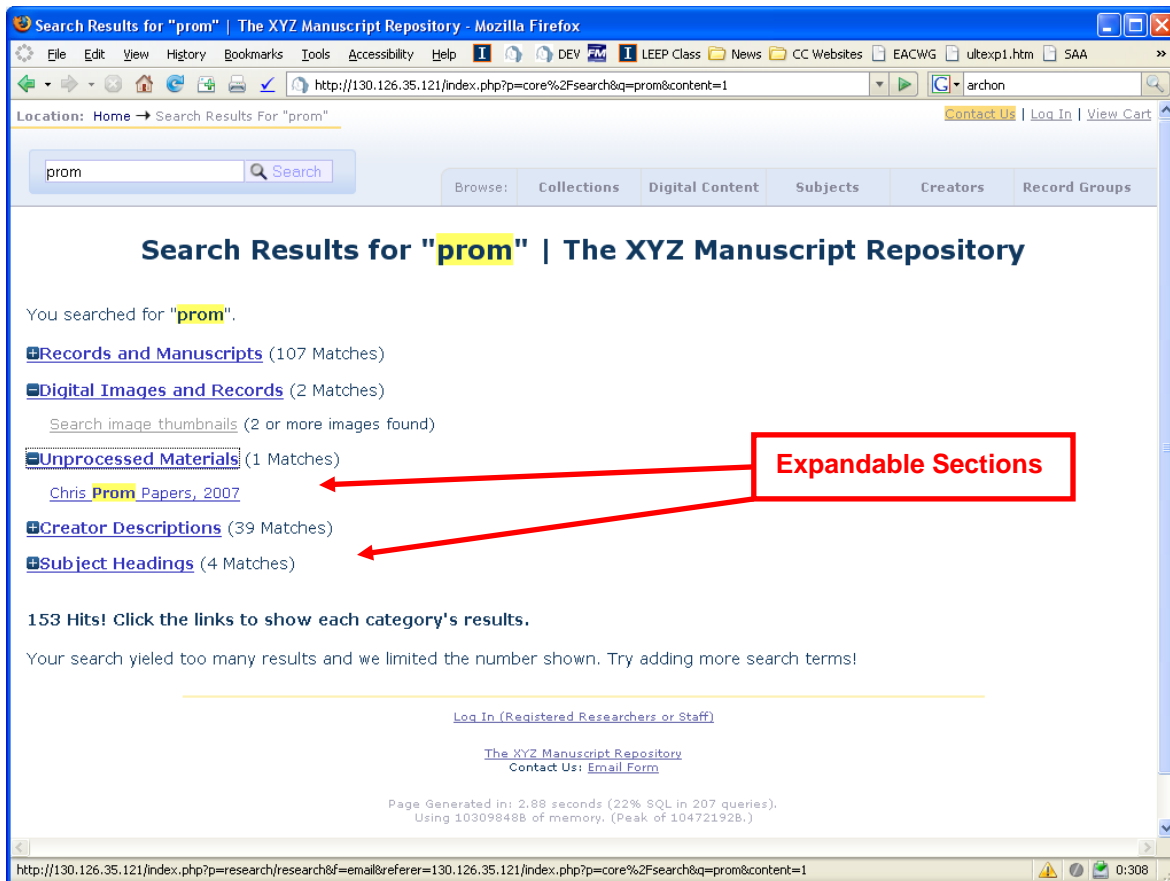 Search Results for "prom" | The XYZ Manuscript Repository - Mozilla Firefox
File Edit View History Bookmarks Tools Accessibility Help I DEV FM I LEEP Class News CC Websites EACWG ultexp1.htm SAA »
http://130.126.35.121/index.php?p=core%2Fsearch&q=prom&content=1 G archon
Location: Home → Search Results For "prom" Contact Us | Log In | View Cart
prom Search
Browse: Collections Digital Content Subjects Creators Record Groups
Search Results for "prom" | The XYZ Manuscript Repository
You searched for "prom".
Records and Manuscripts (107 Matches)
Digital Images and Records (2 Matches)
Search image thumbnails (2 or more images found)
Unprocessed Materials (1 Matches)
Expandable Sections
Chris Prom Papers, 2007
Creator Descriptions (39 Matches)
Subject Headings (4 Matches)
153 Hits! Click the links to show each category's results.
Your search yieled too many results and we limited the number shown. Try adding more search terms!
Log In (Registered Researchers or Staff)
The XYZ Manuscript Repository
Contact Us: Email Form
Page Generated in: 2.88 seconds (22% SQL in 207 queries).
Using 10309848B of memory. (Peak of 10472192B.)
http://130.126.35.121/index.php?p=research/research&f=email&referer=130.126.35.121/index.php?p=core%2Fsearch&q=prom&content=1 0:308